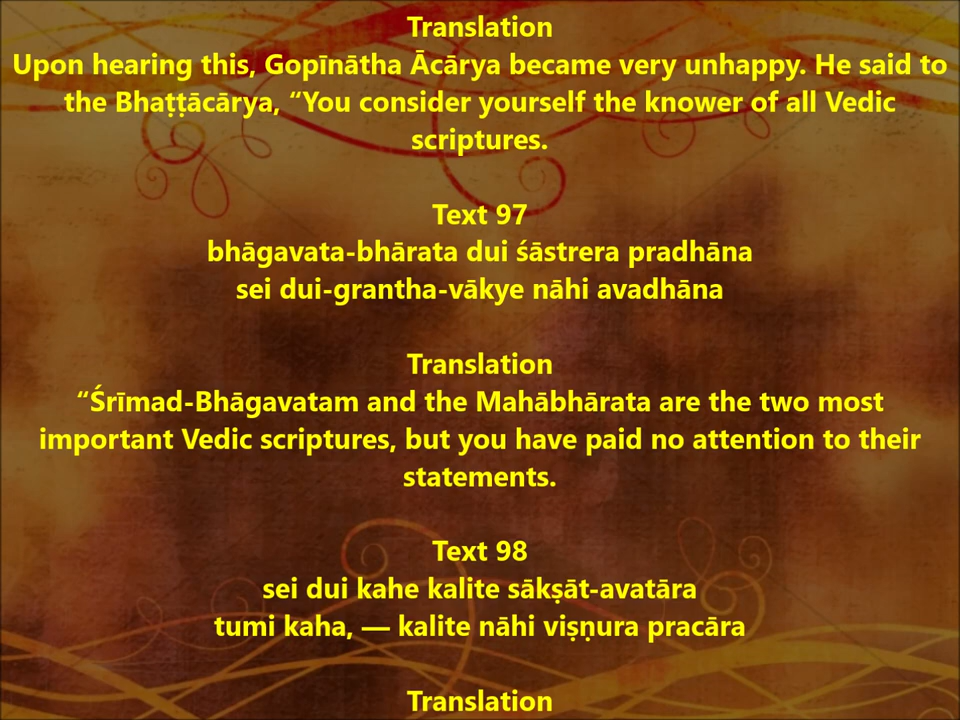 Translation
Upon hearing this, Gopīnātha Ācārya became very unhappy. He said to
the Bhaṭṭācārya, “You consider yourself the knower of all Vedic
scriptures.
Text 97
bhāgavata-bhārata dui śāstrera pradhāna
sei dui-grantha-vākye nāhi avadhāna
Translation
“Śrīmad-Bhāgavatam and the Mahābhārata are the two most
important Vedic scriptures, but you have paid no attention to their
statements.
Text 98
sei dui kahe kalite sākṣāt-avatāra
tumi kaha, — kalite nāhi viṣṇura pracāra
Translation